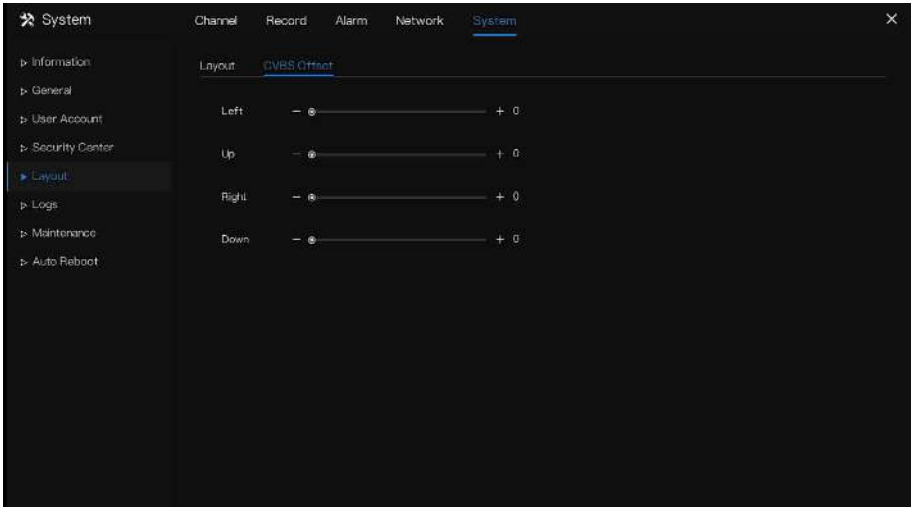 System Channel Record Alarm Network System ×
Information
General
User Account
Security Center
Layout
Logs
Maintenance
Auto Reboot
Layout CVBS Offset
Left − + 0
Up − + 0
Right − + 0
Down − + 0